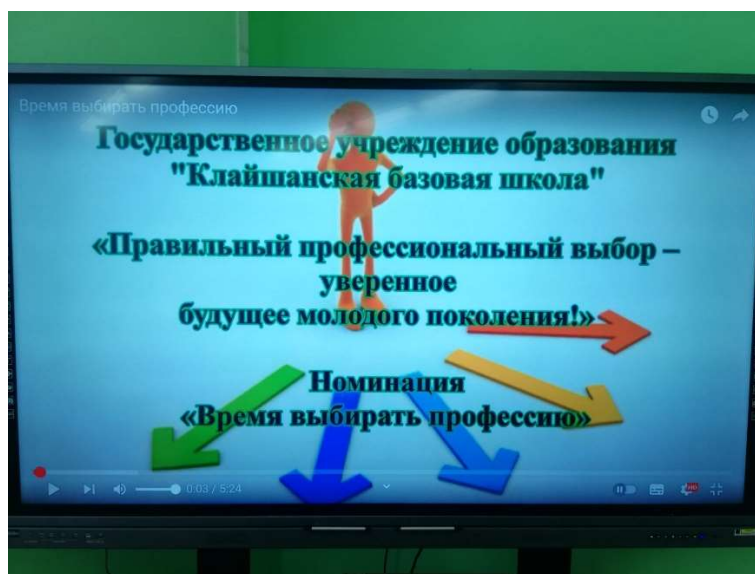 Время выбирать профессию
Государственное учреждение образования
"Клайшанская базовая школа"
«Правильный профессиональный выбор –
уверенное
будущее молодого поколения!»
Номинация
«Время выбирать профессию»
0:03 / 5:24
HD